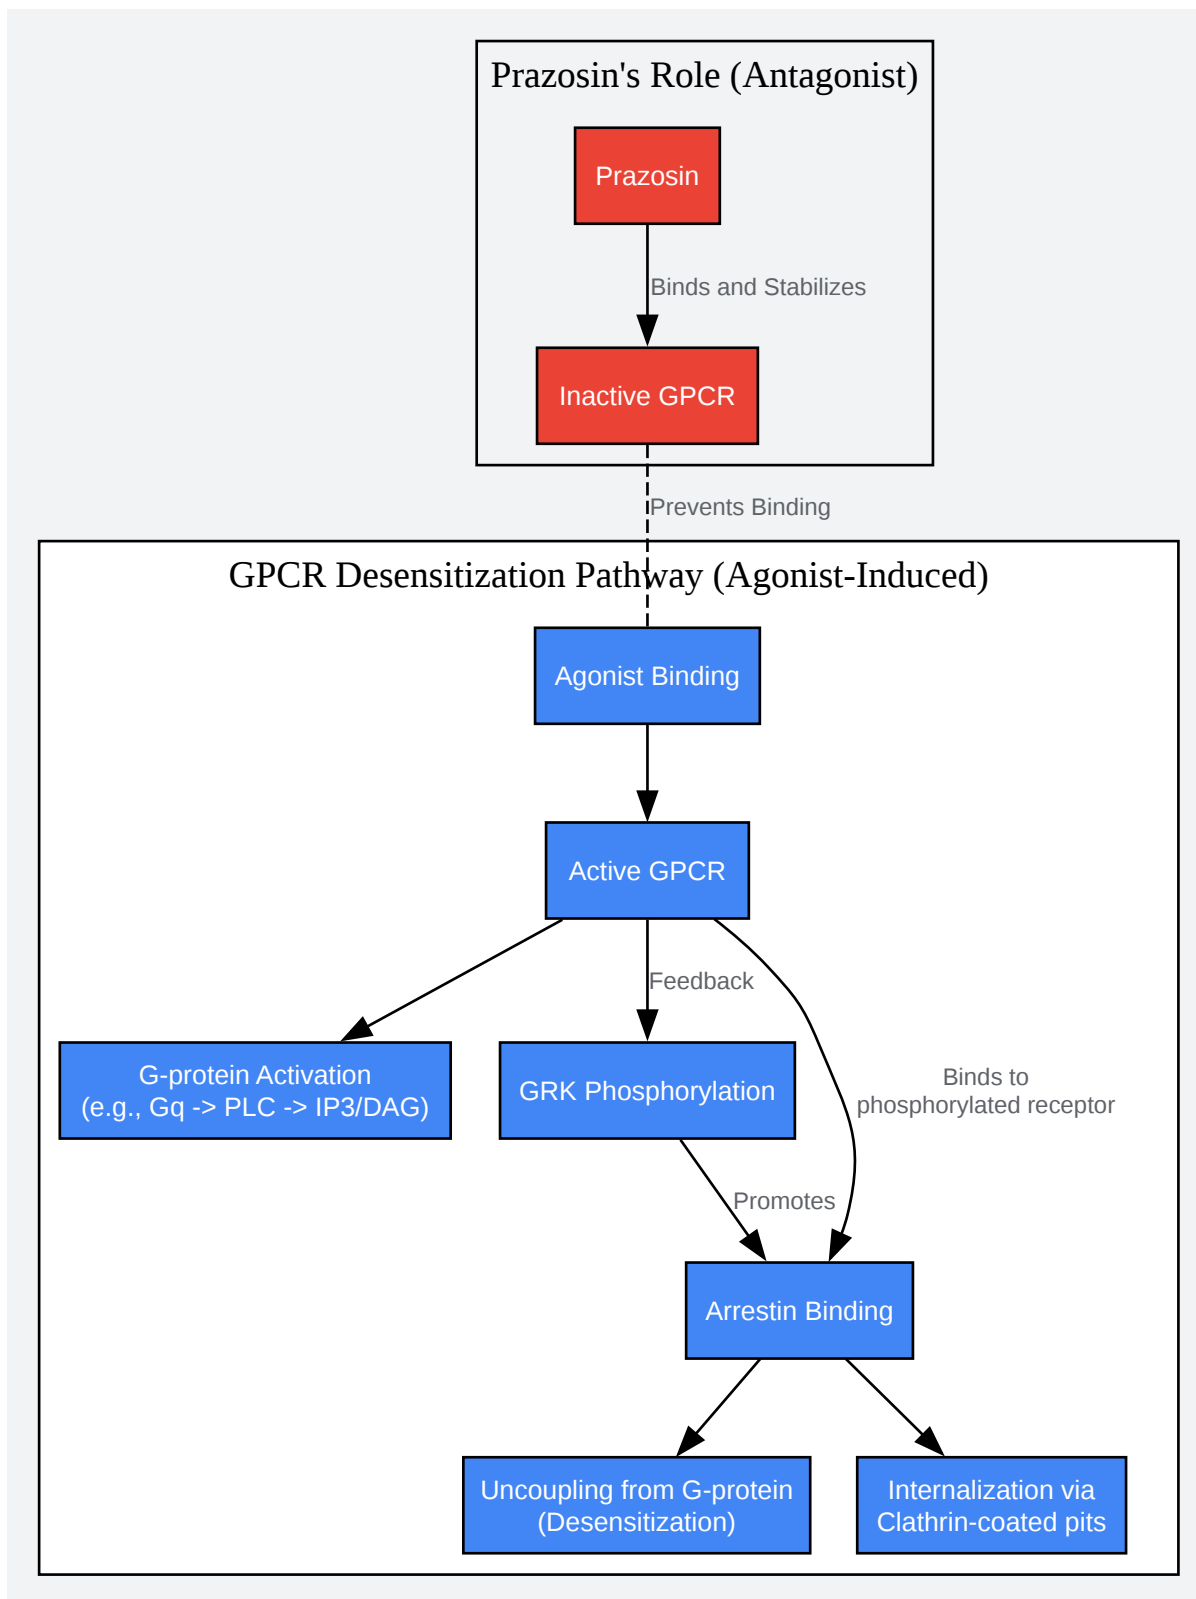 Prazosin's Role (Antagonist)
Prazosin
Binds and Stabilizes
Inactive GPCR
Prevents Binding
GPCR Desensitization Pathway (Agonist-Induced)
Agonist Binding
Active GPCR
Feedback
G-protein Activation
(e.g., Gq -> PLC -> IP3/DAG)
GRK Phosphorylation
Binds to
phosphorylated receptor
Promotes
Arrestin Binding
Uncoupling from G-protein
(Desensitization)
Internalization via
Clathrin-coated pits